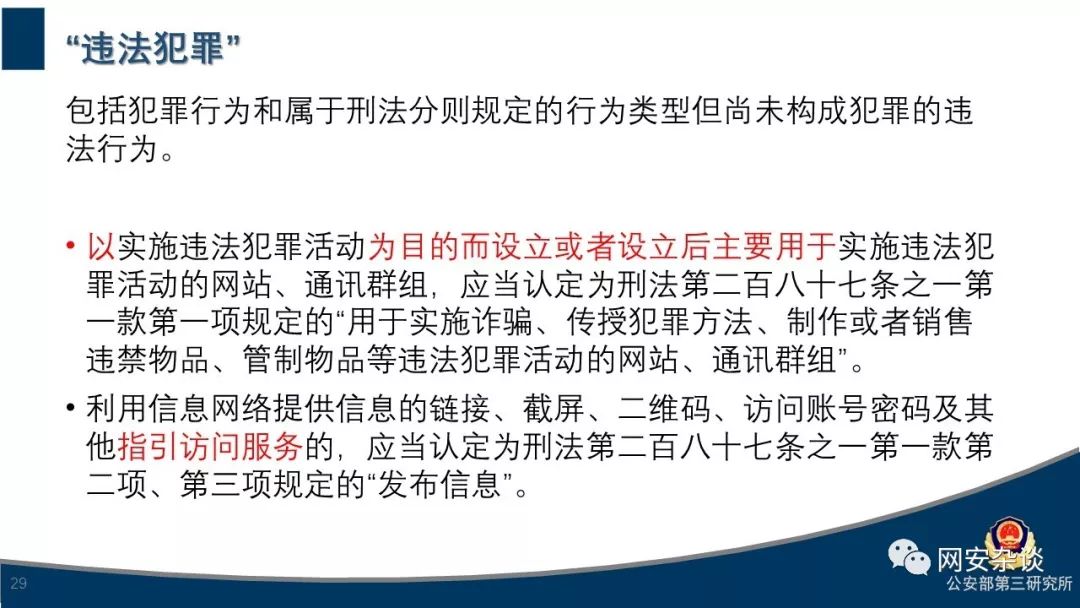 “违法犯罪”
包括犯罪行为和属于刑法分则规定的行为类型但尚未构成犯罪的违
法行为。
• 以实施违法犯罪活动为目的而设立或者设立后主要用于实施违法犯
罪活动的网站、通讯群组，应当认定为刑法第二百八十七条之一第
一款第一项规定的“用于实施诈骗、传授犯罪方法、制作或者销售
违禁物品、管制物品等违法犯罪活动的网站、通讯群组”。
• 利用信息网络提供信息的链接、截屏、二维码、访问账号密码及其
他指引访问服务的，应当认定为刑法第二百八十七条之一第一款第
二项、第三项规定的“发布信息”。
29
网安杂谈
公安部第三研究所